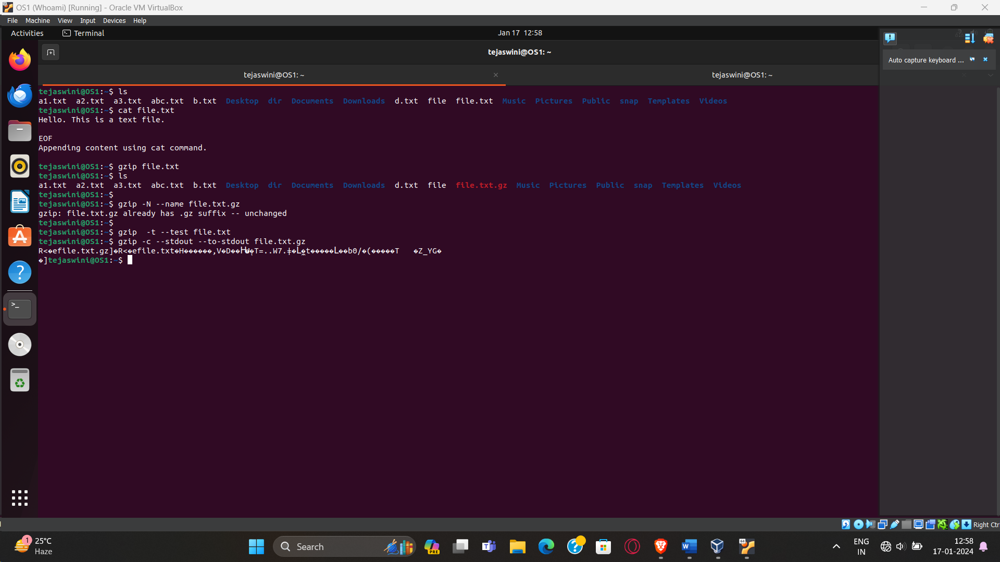 OS1 (Whoami) [Running] - Oracle VM VirtualBox
File Machine View Input Devices Help
Activities Terminal Jan 17 12:58
tejaswini@OS1: ~
tejaswini@OS1: ~ tejaswini@OS1: ~
Auto capture keyboard ...
tejaswini@OS1:~$ ls
a1.txt a2.txt a3.txt abc.txt b.txt Desktop dir Documents Downloads d.txt file file.txt Music Pictures Public snap Templates Videos
tejaswini@OS1:~$ cat file.txt
Hello. This is a text file.
EOF
Appending content using cat command.
tejaswini@OS1:~$ gzip file.txt
tejaswini@OS1:~$ ls
a1.txt a2.txt a3.txt abc.txt b.txt Desktop dir Documents Downloads d.txt file file.txt.gz Music Pictures Public snap Templates Videos
tejaswini@OS1:~$
tejaswini@OS1:~$ gzip -N --name file.txt.gz
gzip: file.txt.gz already has .gz suffix -- unchanged
tejaswini@OS1:~$
tejaswini@OS1:~$ gzip  -t --test file.txt
tejaswini@OS1:~$ gzip -c --stdout --to-stdout file.txt.gz
R<�efile.txt.gz]�R<�efile.txt�H������,V�D��
�]tejaswini@OS1:~$
Right Ctr
1
25°C
Haze
Search
PRE
ENG
IN
12:58
17-01-2024